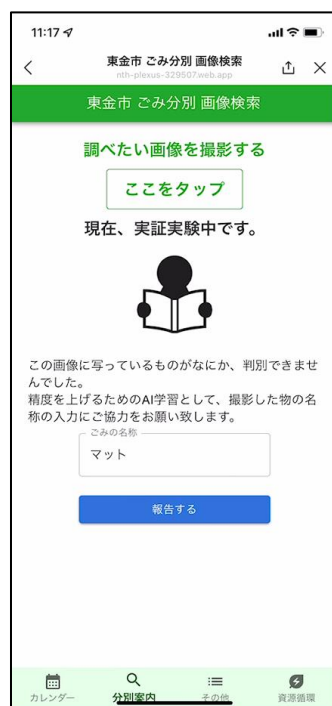 11:17
東金市 ごみ分別 画像検索
nth-plexus-329507.web.app
東金市 ごみ分別 画像検索
調べたい画像を撮影する
ここをタップ
現在、実証実験中です。
この画像に写っているものがなにか、判別できませ
んでした。
精度を上げるためのAI学習として、撮影した物の名
称の入力にご協力をお願い致します。
ごみの名称
マット
報告する
カレンダー
分別案内
その他
資源循環